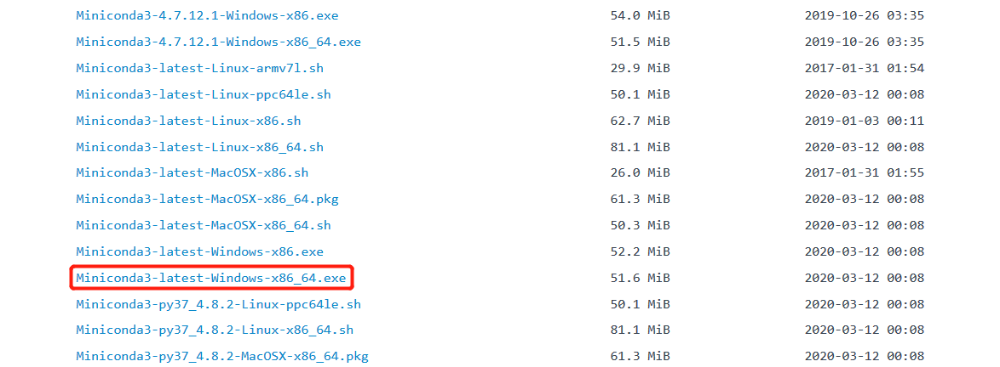 Miniconda3-4.7.12.1-Windows-x86.exe 54.0 MiB 2019-10-26 03:35
Miniconda3-4.7.12.1-Windows-x86_64.exe 51.5 MiB 2019-10-26 03:35
Miniconda3-latest-Linux-armv7l.sh 29.9 MiB 2017-01-31 01:54
Miniconda3-latest-Linux-ppc64le.sh 50.1 MiB 2020-03-12 00:08
Miniconda3-latest-Linux-x86.sh 62.7 MiB 2019-01-03 00:11
Miniconda3-latest-Linux-x86_64.sh 81.1 MiB 2020-03-12 00:08
Miniconda3-latest-MacOSX-x86.sh 26.0 MiB 2017-01-31 01:55
Miniconda3-latest-MacOSX-x86_64.pkg 61.3 MiB 2020-03-12 00:08
Miniconda3-latest-MacOSX-x86_64.sh 50.3 MiB 2020-03-12 00:08
Miniconda3-latest-Windows-x86.exe 52.2 MiB 2020-03-12 00:08
Miniconda3-latest-Windows-x86_64.exe 51.6 MiB 2020-03-12 00:08
Miniconda3-py37_4.8.2-Linux-ppc64le.sh 50.1 MiB 2020-03-12 00:08
Miniconda3-py37_4.8.2-Linux-x86_64.sh 81.1 MiB 2020-03-12 00:08
Miniconda3-py37_4.8.2-MacOSX-x86_64.pkg 61.3 MiB 2020-03-12 00:08